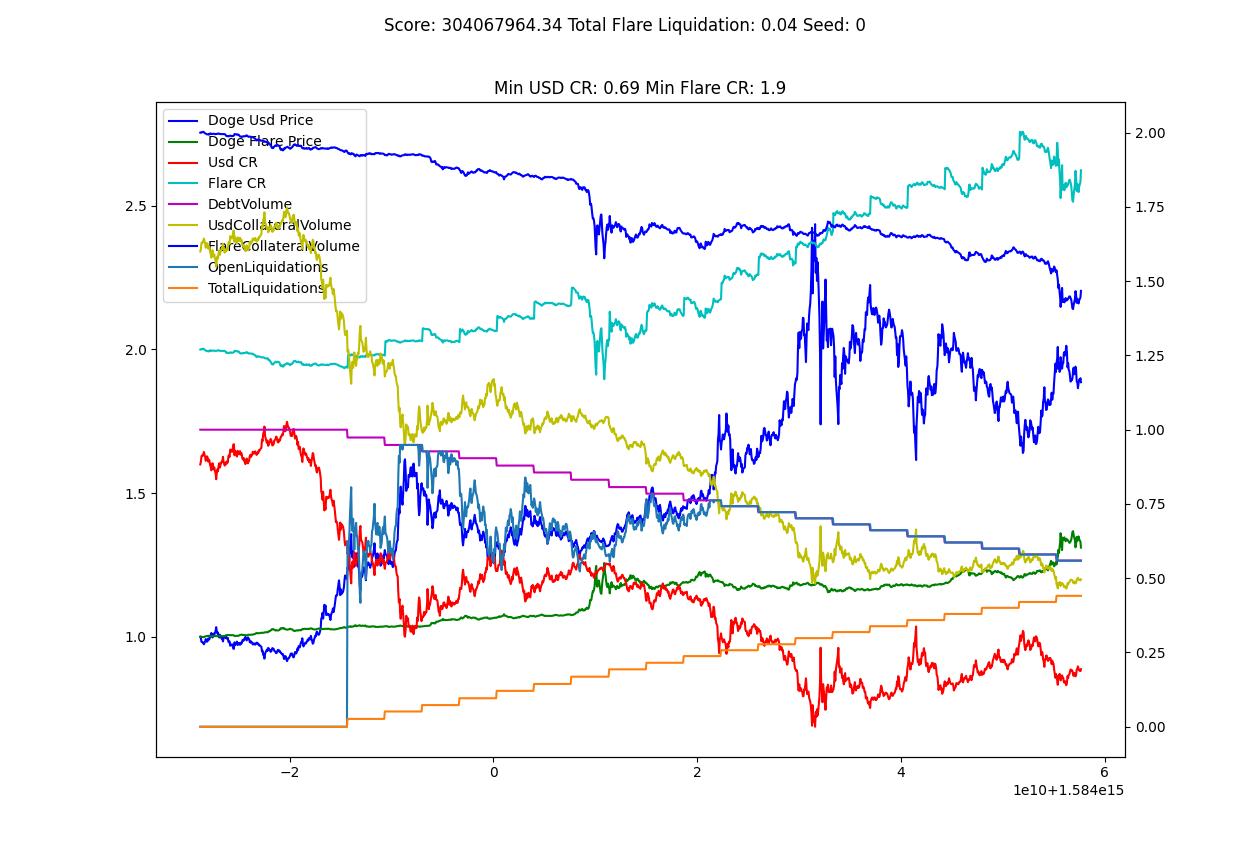 Score: 304067964.34 Total Flare Liquidation: 0.04 Seed: 0
Min USD CR: 0.69 Min Flare CR: 1.9
Doge Usd Price
Doge Flare Price
Usd CR
Flare CR
DebtVolume
UsdCollateralVolume
FlareCollateralVolume
OpenLiquidations
TotalLiquidations
2.5
2.0
1.5
1.0
2.00
1.75
1.50
1.25
1.00
0.75
0.50
0.25
0.00
−2
0
2
4
6
1e10+1.584e15